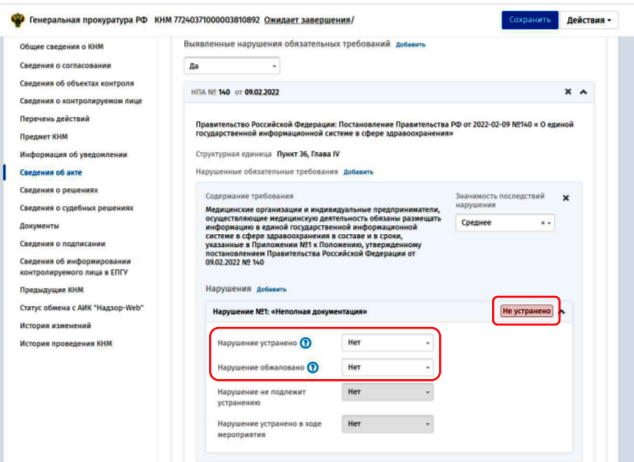 Генеральная прокуратура РФ КНМ 77240371000003810892 Ожидает завершения/
Сохранить
Действия
Общие сведения о КНМ
Сведения о согласовании
Сведения об объектах контроля
Сведения о контролируемом лице
Перечень действий
Предмет КНМ
Информация об уведомлении
Сведения об акте
Сведения о решениях
Сведения о судебных решениях
Документы
Сведения о подписании
Сведения об информировании
контролируемого лица в ЕПГУ
Предыдущие КНМ
Статус обмена с АИК "Надзор-Web"
История изменений
История проведения КНМ
Выявленные нарушения обязательных требований Добавить
Да
НПА № 140 от 09.02.2022
Правительство Российской Федерации: Постановление Правительства РФ от 2022-02-09 №140 « О единой
государственной информационной системе в сфере здравоохранения»
Структурная единица Пункт 36, Глава IV
Нарушенные обязательные требования Добавить
Содержание требования
Медицинские организации и индивидуальные предприниматели,
осуществляющие медицинскую деятельность обязаны размещать
информацию в единой государственной информационной
системе в сфере здравоохранения в составе и в сроки,
указанные в Приложении №1 к Положению, утвержденному
постановлением Правительства Российской Федерации от
09.02.2022 № 140
Значимость последствий
нарушения
Среднее
Нарушения Добавить
Нарушение №1: «Неполная документация»
Не устранено
Нарушение устранено ? Нет
Нарушение обжаловано ? Нет
Нарушение не подлежит
устранению
Нет
Нарушение устранено в ходе
мероприятия
Нет